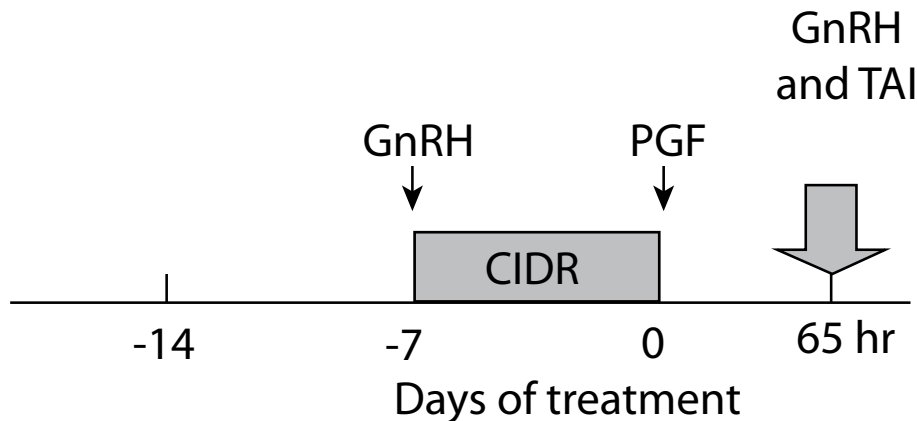 GnRH
and TAI
GnRH
PGF
CIDR
-14
-7
0
65 hr
Days of treatment